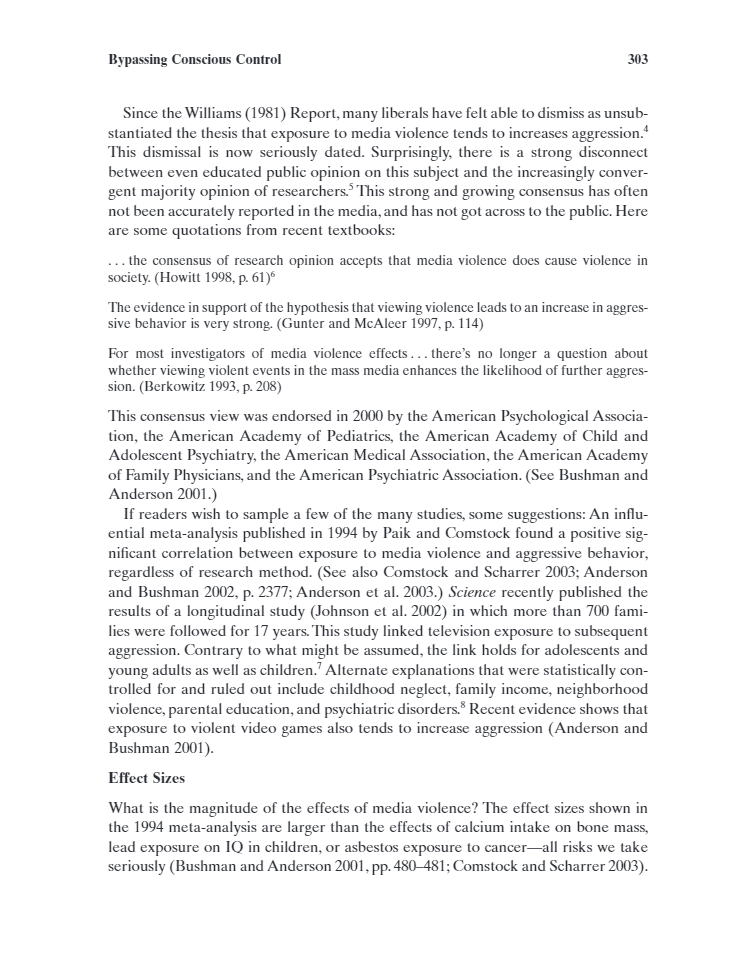 Bypassing Conscious Control 303
Since the Williams (1981) Report, many liberals have felt able to dismiss as unsub-
stantiated the thesis that exposure to media violence tends to increases aggression.⁴
This dismissal is now seriously dated. Surprisingly, there is a strong disconnect
between even educated public opinion on this subject and the increasingly conver-
gent majority opinion of researchers.⁵ This strong and growing consensus has often
not been accurately reported in the media, and has not got across to the public. Here
are some quotations from recent textbooks:
. . . the consensus of research opinion accepts that media violence does cause violence in
society. (Howitt 1998, p. 61)⁶
The evidence in support of the hypothesis that viewing violence leads to an increase in aggres-
sive behavior is very strong. (Gunter and McAleer 1997, p. 114)
For most investigators of media violence effects . . . there's no longer a question about
whether viewing violent events in the mass media enhances the likelihood of further aggres-
sion. (Berkowitz 1993, p. 208)
This consensus view was endorsed in 2000 by the American Psychological Associa-
tion, the American Academy of Pediatrics, the American Academy of Child and
Adolescent Psychiatry, the American Medical Association, the American Academy
of Family Physicians, and the American Psychiatric Association. (See Bushman and
Anderson 2001.)
If readers wish to sample a few of the many studies, some suggestions: An influ-
ential meta-analysis published in 1994 by Paik and Comstock found a positive sig-
nificant correlation between exposure to media violence and aggressive behavior,
regardless of research method. (See also Comstock and Scharrer 2003; Anderson
and Bushman 2002, p. 2377; Anderson et al. 2003.) Science recently published the
results of a longitudinal study (Johnson et al. 2002) in which more than 700 fami-
lies were followed for 17 years. This study linked television exposure to subsequent
aggression. Contrary to what might be assumed, the link holds for adolescents and
young adults as well as children.⁷ Alternate explanations that were statistically con-
trolled for and ruled out include childhood neglect, family income, neighborhood
violence, parental education, and psychiatric disorders.⁸ Recent evidence shows that
exposure to violent video games also tends to increase aggression (Anderson and
Bushman 2001).
Effect Sizes
What is the magnitude of the effects of media violence? The effect sizes shown in
the 1994 meta-analysis are larger than the effects of calcium intake on bone mass,
lead exposure on IQ in children, or asbestos exposure to cancer—all risks we take
seriously (Bushman and Anderson 2001, pp. 480–481; Comstock and Scharrer 2003).